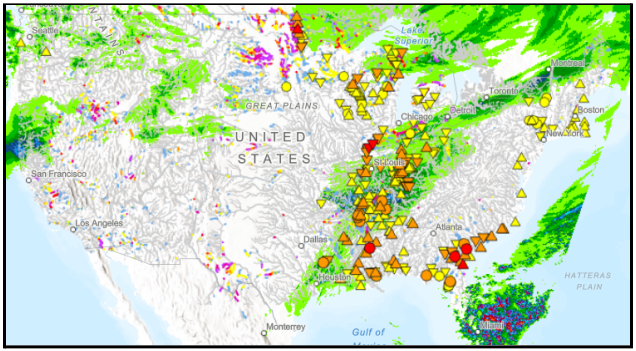 Seattle
NTAINS
Lake
Superior
Montreal
Toronto
GREAT PLAINS
Detroit
Boston
Chicago
New York
UNITED
STATES
St Louis
San Francisco
Los Angeles
Atlanta
Dallas
HATTERAS
PLAIN
Houston
Miami
Monterrey
Gulf of